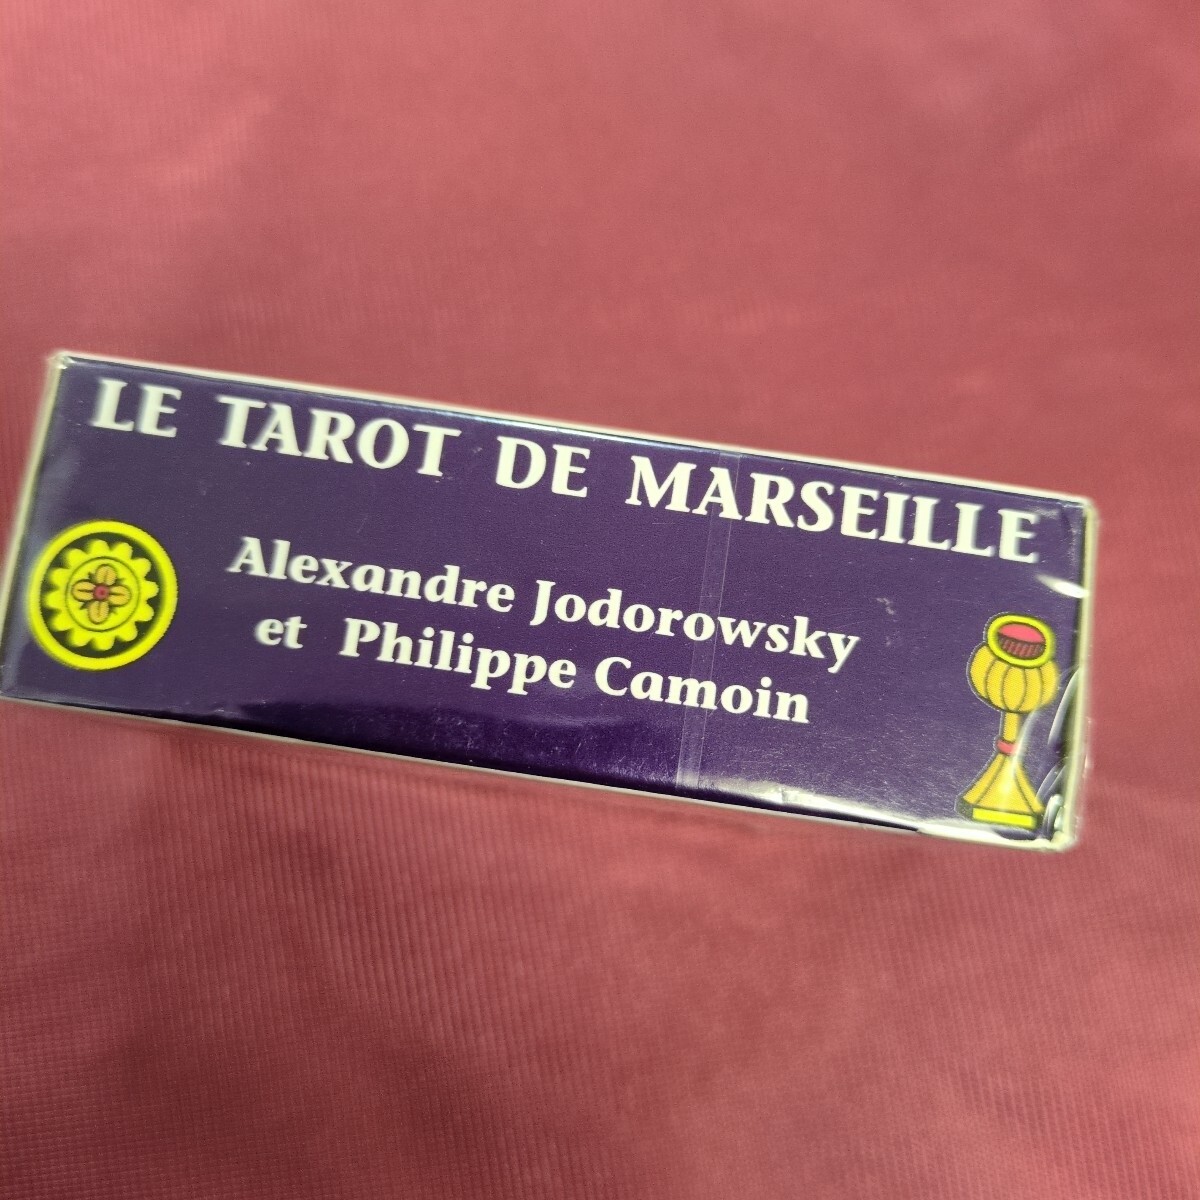 LE TAROT DE MARSEILLE
Alexandre Jodorowsky
et Philippe Camoin